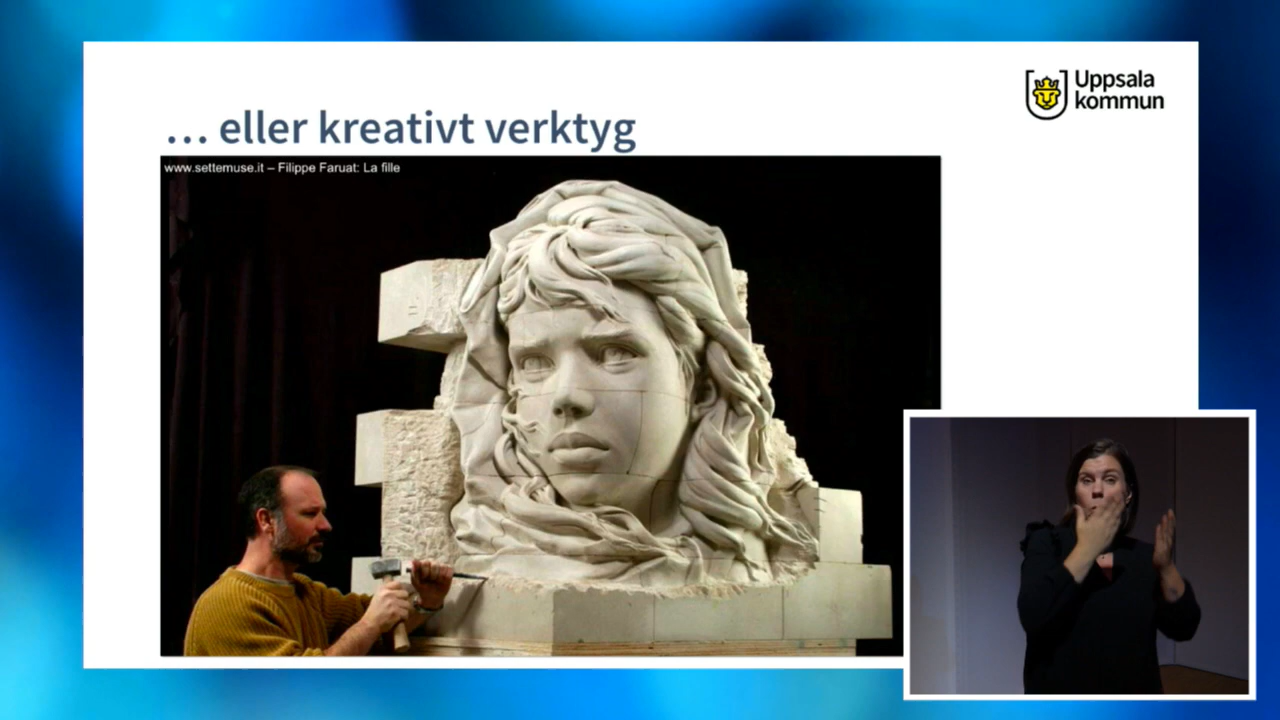 Uppsala
kommun
... eller kreativt verktyg
www.settemuse.it – Filippe Faruat: La fille